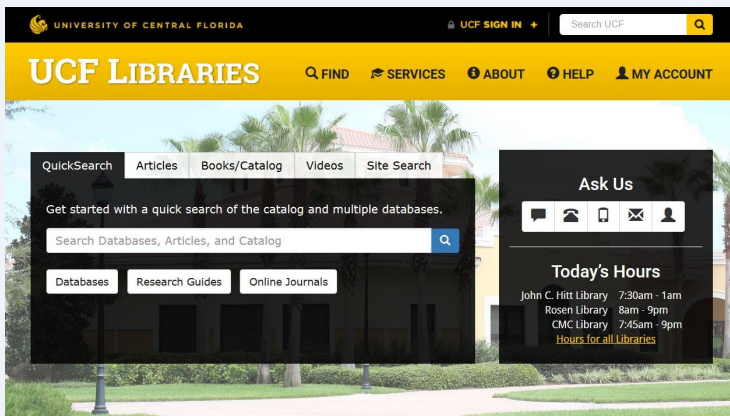 UNIVERSITY OF CENTRAL FLORIDA
UCF SIGN IN +
Search UCF
UCF LIBRARIES
FIND
SERVICES
ABOUT
HELP
MY ACCOUNT
QuickSearch
Articles
Books/Catalog
Videos
Site Search
Get started with a quick search of the catalog and multiple databases.
Search Databases, Articles, and Catalog
Databases
Research Guides
Online Journals
Ask Us
Today's Hours
John C. Hitt Library 7:30am - 1am
Rosen Library 8am - 9pm
CMC Library 7:45am - 9pm
Hours for all Libraries